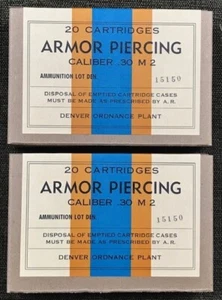 20 CARTRIDGES
ARMOR PIERCING
CALIBER .30 M 2
AMMUNITION LOT DEN. 15150
DISPOSAL OF EMPTIED CARTRIDGE CASES
MUST BE MADE AS PRESCRIBED BY A.R.
DENVER ORDNANCE PLANT
20 CARTRIDGES
ARMOR PIERCING
CALIBER .30 M 2
AMMUNITION LOT DEN. 15150
DISPOSAL OF EMPTIED CARTRIDGE CASES
MUST BE MADE AS PRESCRIBED BY A.R.
DENVER ORDNANCE PLANT